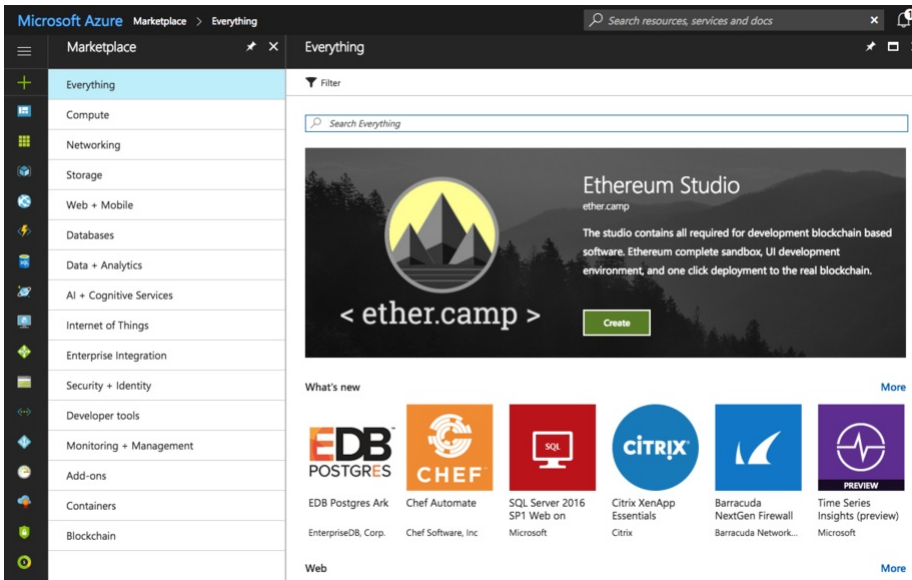 Microsoft Azure Marketplace > Everything
Search resources, services and docs
Marketplace
Everything
Compute
Networking
Storage
Web + Mobile
Databases
Data + Analytics
AI + Cognitive Services
Internet of Things
Enterprise Integration
Security + Identity
Developer tools
Monitoring + Management
Add-ons
Containers
Blockchain
Everything
Filter
Search Everything
< ether.camp >
Ethereum Studio
ether.camp
The studio contains all required for development blockchain based
software. Ethereum complete sandbox, UI development
environment, and one click deployment to the real blockchain.
Create
What's new
More
EDB
POSTGRES
CHEF
SQL
CITRIX
PREVIEW
EDB Postgres Ark
EnterpriseDB, Corp.
Chef Automate
Chef Software, Inc
SQL Server 2016
SP1 Web on
Microsoft
Citrix XenApp
Essentials
Citrix
Barracuda
NextGen Firewall
Barracuda Network...
Time Series
Insights (preview)
Microsoft
Web
More